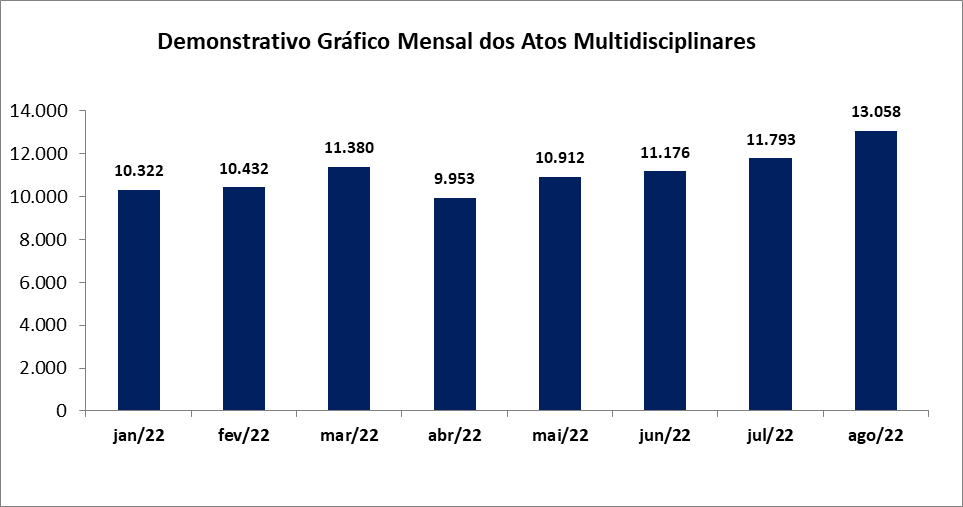 Demonstrativo Gráfico Mensal dos Atos Multidisciplinares
14.000
12.000
10.000
8.000
6.000
4.000
2.000
0
10.322
10.432
11.380
9.953
10.912
11.176
11.793
13.058
jan/22
fev/22
mar/22
abr/22
mai/22
jun/22
jul/22
ago/22